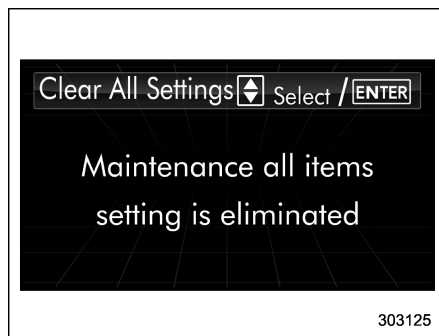 Clear All Settings Select / ENTER
Maintenance all items
setting is eliminated
303125